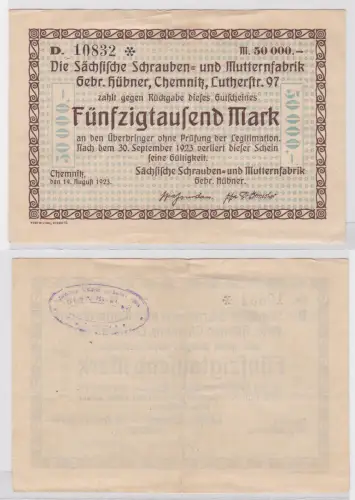 D. 10832 * M. 50 000,—
Die Sächsische Schrauben- und Mutternfabrik
Gebr. Hübner, Chemnitz, Lutherstr. 97
zahlt gegen Rückgabe dieses Gutscheines
Fünfzigtausend Mark
an den Überbringer ohne Prüfung der Legitimation.
Nach dem 30. September 1923 verliert dieser Schein
seine Gültigkeit.
50 000.–
50 000.–
Chemnitz,
den 14. August 1923.
Sächsische Schrauben- und Mutternfabrik
Gebr. Hübner.